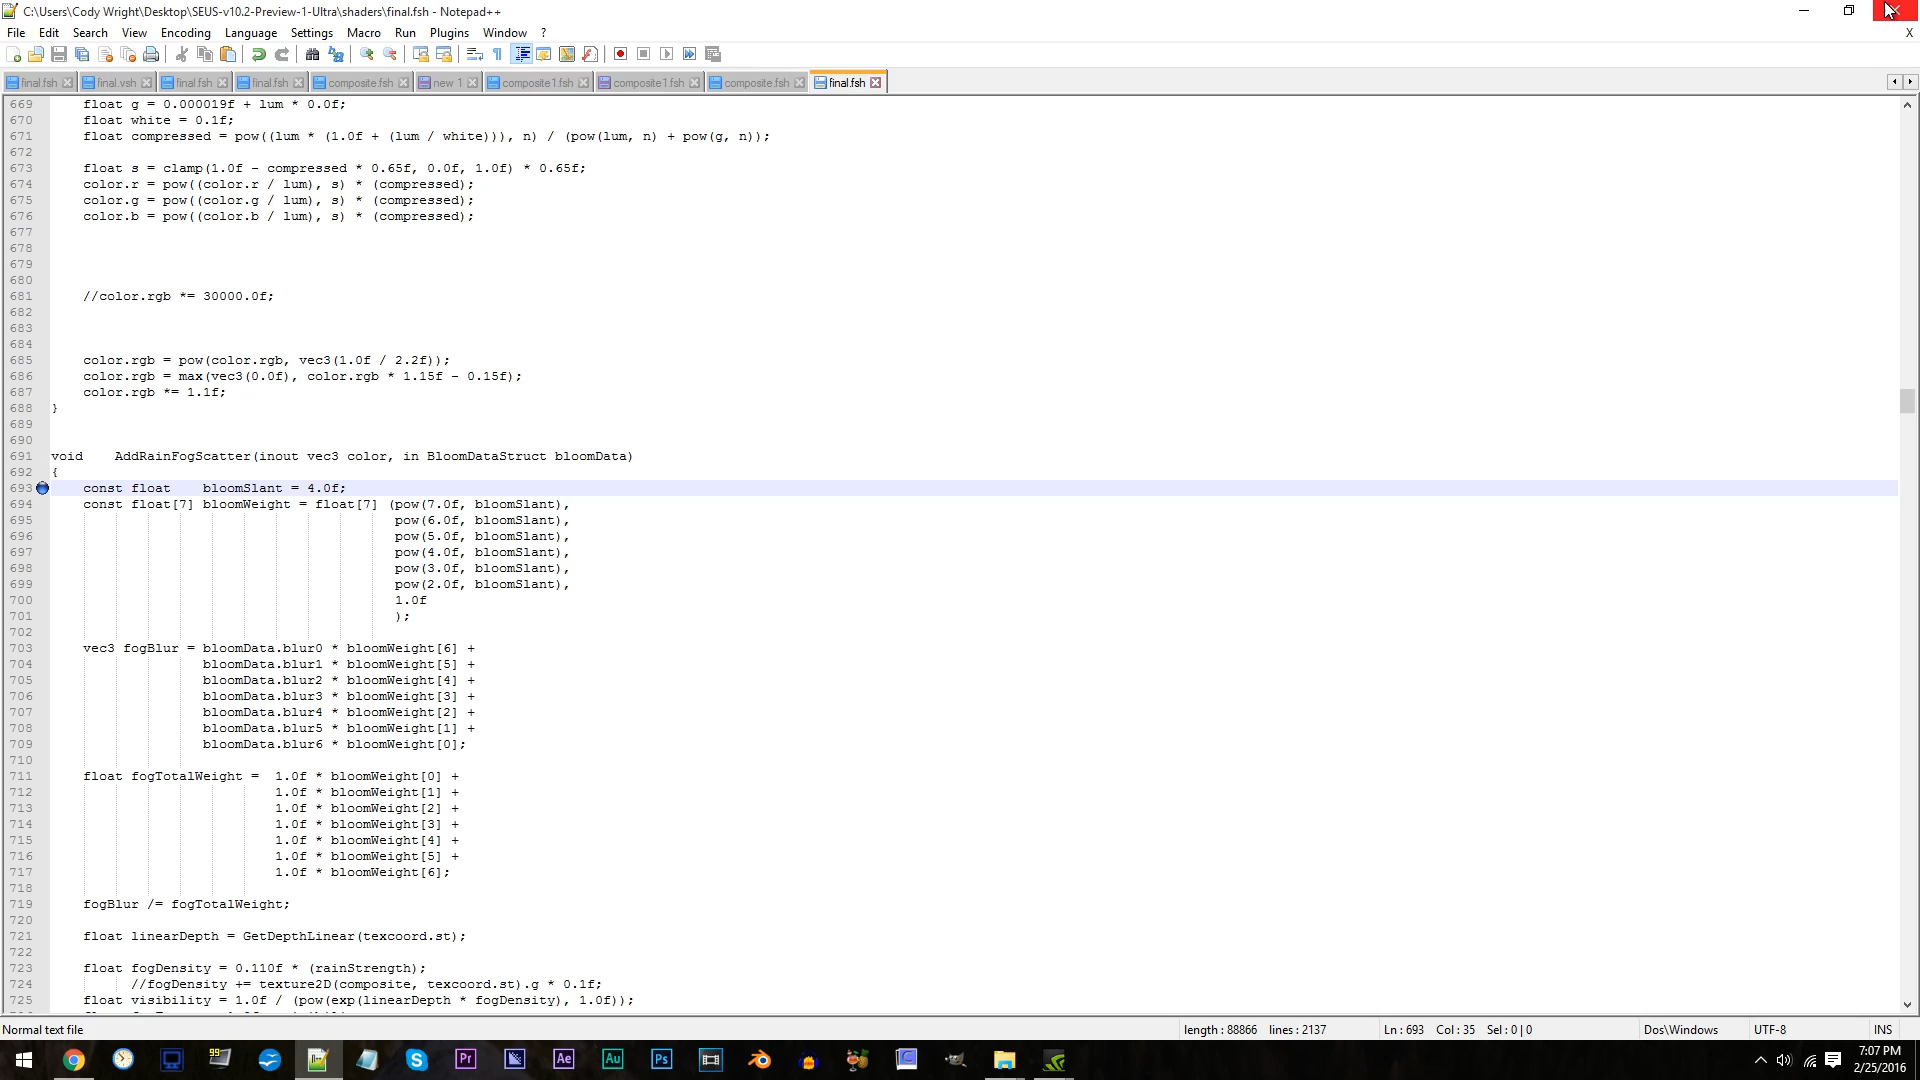 C:\Users\Cody Wright\Desktop\SEUS-v10.2-Preview-1-Ultra\shaders\final.fsh - Notepad++
File Edit Search View Encoding Language Settings Macro Run Plugins Window ? X
final.fsh final.vsh final.fsh final.fsh composite.fsh new 1 composite1.fsh composite1.fsh composite.fsh final.fsh
669 float g = 0.000019f + lum * 0.0f;
670 float white = 0.1f;
671 float compressed = pow((lum * (1.0f + (lum / white))), n) / (pow(lum, n) + pow(g, n));
672
673 float s = clamp(1.0f - compressed * 0.65f, 0.0f, 1.0f) * 0.65f;
674 color.r = pow((color.r / lum), s) * (compressed);
675 color.g = pow((color.g / lum), s) * (compressed);
676 color.b = pow((color.b / lum), s) * (compressed);
677
678
679
680
681 //color.rgb *= 30000.0f;
682
683
684
685 color.rgb = pow(color.rgb, vec3(1.0f / 2.2f));
686 color.rgb = max(vec3(0.0f), color.rgb * 1.15f - 0.15f);
687 color.rgb *= 1.1f;
688 }
689
690
691 void AddRainFogScatter(inout vec3 color, in BloomDataStruct bloomData)
692 {
693 const float bloomSlant = 4.0f;
694 const float[7] bloomWeight = float[7] (pow(7.0f, bloomSlant),
695 pow(6.0f, bloomSlant),
696 pow(5.0f, bloomSlant),
697 pow(4.0f, bloomSlant),
698 pow(3.0f, bloomSlant),
699 pow(2.0f, bloomSlant),
700 1.0f
701 );
702
703 vec3 fogBlur = bloomData.blur0 * bloomWeight[6] +
704 bloomData.blur1 * bloomWeight[5] +
705 bloomData.blur2 * bloomWeight[4] +
706 bloomData.blur3 * bloomWeight[3] +
707 bloomData.blur4 * bloomWeight[2] +
708 bloomData.blur5 * bloomWeight[1] +
709 bloomData.blur6 * bloomWeight[0];
710
711 float fogTotalWeight = 1.0f * bloomWeight[0] +
712 1.0f * bloomWeight[1] +
713 1.0f * bloomWeight[2] +
714 1.0f * bloomWeight[3] +
715 1.0f * bloomWeight[4] +
716 1.0f * bloomWeight[5] +
717 1.0f * bloomWeight[6];
718
719 fogBlur /= fogTotalWeight;
720
721 float linearDepth = GetDepthLinear(texcoord.st);
722
723 float fogDensity = 0.110f * (rainStrength);
724 //fogDensity += texture2D(composite, texcoord.st).g * 0.1f;
725 float visibility = 1.0f / (pow(exp(linearDepth * fogDensity), 1.0f));
Normal text file length : 88866 lines : 2137 Ln : 693 Col : 35 Sel : 0 | 0 Dos\Windows UTF-8 INS
99 S Pr Ae Au Ps
7:07 PM
2/25/2016